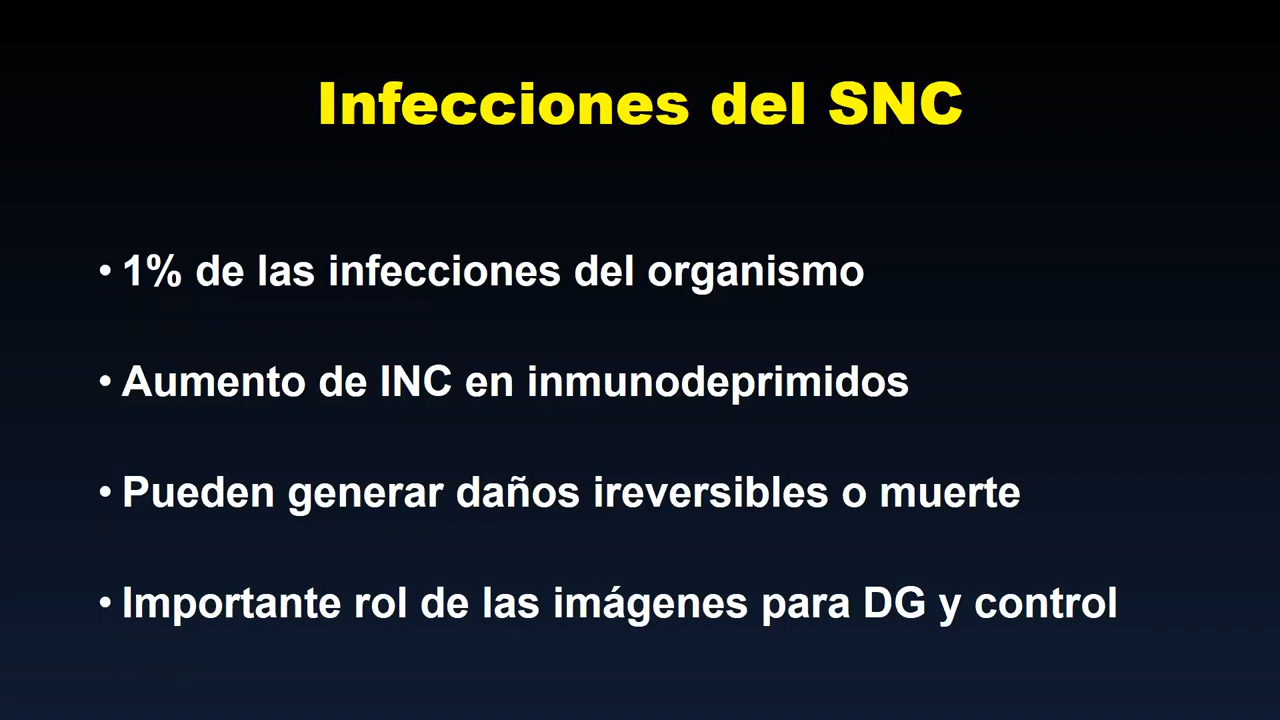 Infecciones del SNC
• 1% de las infecciones del organismo
• Aumento de INC en inmunodeprimidos
• Pueden generar daños ireversibles o muerte
• Importante rol de las imágenes para DG y control